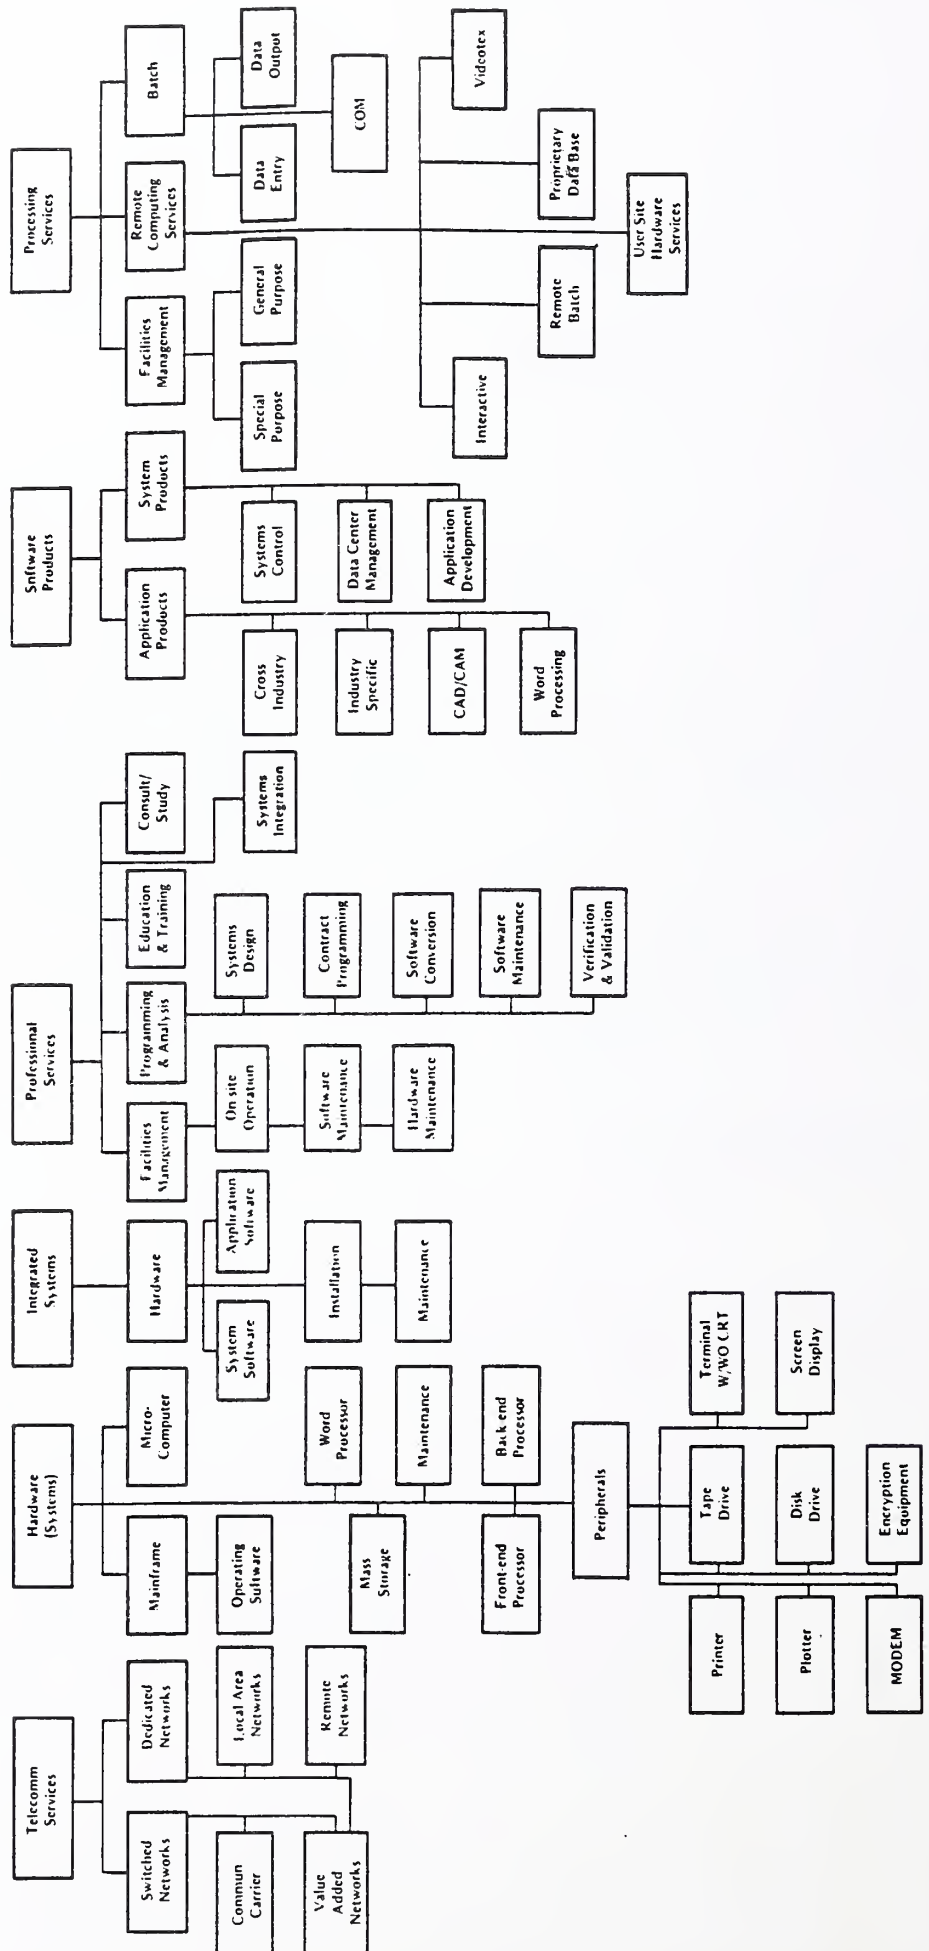 Telecomm
Services
Switched
Networks
Dedicated
Networks
Commun
Carrier
Local Area
Networks
Value
Added
Networks
Remote
Networks
Hardware
(Systems)
Mainframe
Micro-
Computer
Operating
Software
Word
Processor
Mass
Storage
Maintenance
Front-end
Processor
Back-end
Processor
Peripherals
Printer
Tape
Drive
Terminal
W/WO CRT
Plotter
Disk
Drive
Screen
Display
MODEM
Encryption
Equipment
Integrated
Systems
Hardware
System
Software
Application
Software
Installation
Maintenance
Professional
Services
Facilities
Management
Programming
& Analysis
Education
& Training
Consult/
Study
On site
Operation
Systems
Design
Systems
Integration
Software
Maintenance
Contract
Programming
Hardware
Maintenance
Software
Conversion
Software
Maintenance
Verification
& Validation
Software
Products
Application
Products
System
Products
Cross
Industry
Systems
Control
Industry
Specific
Data Center
Management
CAD/CAM
Application
Development
Word
Processing
Processing
Services
Facilities
Management
Remote
Computing
Services
Batch
Special
Purpose
General
Purpose
Data
Entry
Data
Output
COM
Interactive
Videotex
Remote
Batch
Proprietary
Data Base
User Site
Hardware
Services